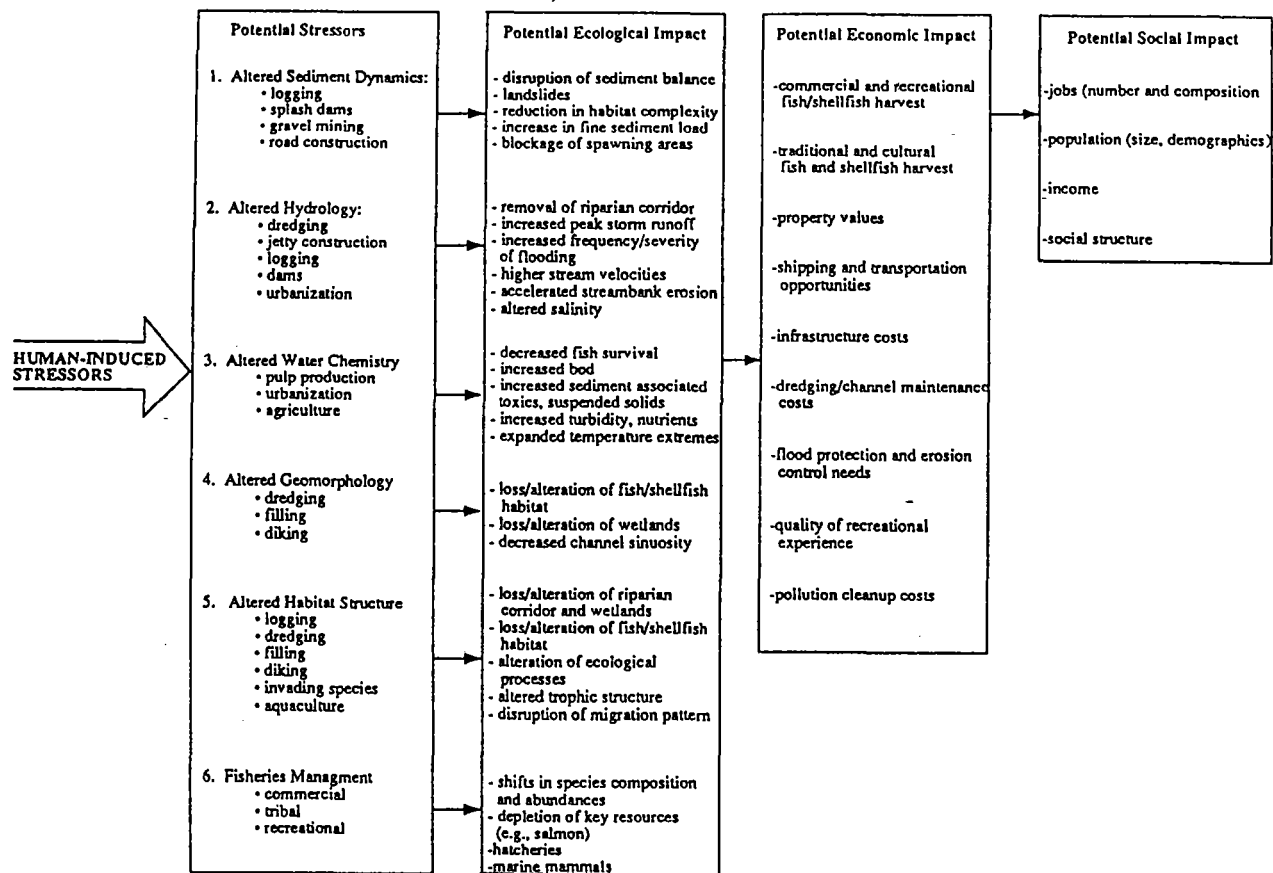 HUMAN-INDUCED
STRESSORS
Potential Stressors
1. Altered Sediment Dynamics:
• logging
• splash dams
• gravel mining
• road construction
2. Altered Hydrology:
• dredging
• jetty construction
• logging
• dams
• urbanization
3. Altered Water Chemistry
• pulp production
• urbanization
• agriculture
4. Altered Geomorphology
• dredging
• filling
• diking
5. Altered Habitat Structure
• logging
• dredging
• filling
• diking
• invading species
• aquaculture
6. Fisheries Managment
• commercial
• tribal
• recreational
Potential Ecological Impact
- disruption of sediment balance
- landslides
- reduction in habitat complexity
- increase in fine sediment load
- blockage of spawning areas
- removal of riparian corridor
- increased peak storm runoff
- increased frequency/severity
of flooding
- higher stream velocities
- accelerated streambank erosion
- altered salinity
- decreased fish survival
- increased bod
- increased sediment associated
toxics, suspended solids
- increased turbidity, nutrients
- expanded temperature extremes
- loss/alteration of fish/shellfish
habitat
- loss/alteration of wetlands
- decreased channel sinuosity
- loss/alteration of riparian
corridor and wetlands
- loss/alteration of fish/shellfish
habitat
- alteration of ecological
processes
- altered trophic structure
- disruption of migration pattern
- shifts in species composition
and abundances
- depletion of key resources
(e.g., salmon)
-hatcheries
-marine mammals
Potential Economic Impact
-commercial and recreational
fish/shellfish harvest
-traditional and cultural
fish and shellfish harvest
-property values
-shipping and transportation
opportunities
-infrastructure costs
-dredging/channel maintenance
costs
-flood protection and erosion
control needs
-quality of recreational
experience
-pollution cleanup costs
Potential Social Impact
-jobs (number and composition
-population (size, demographics)
-income
-social structure